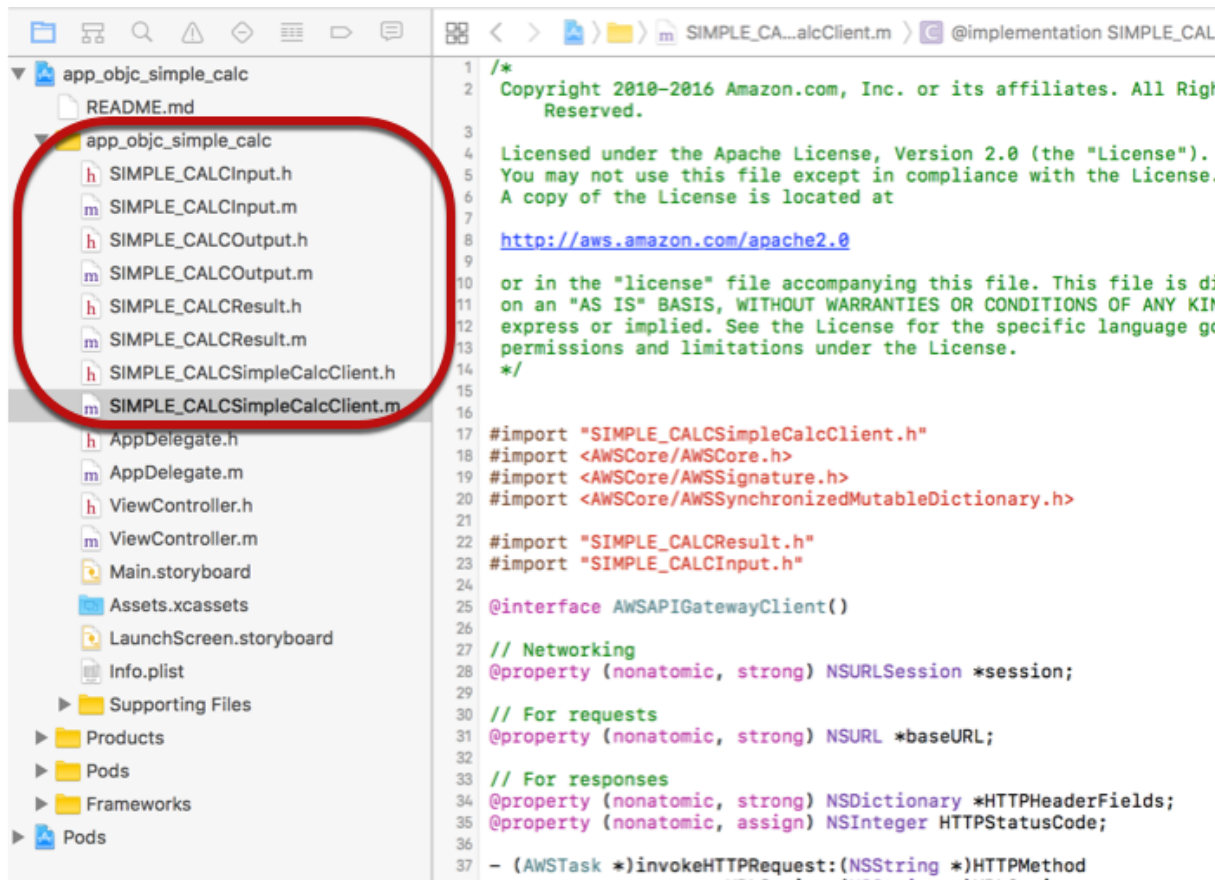 SIMPLE_CA...alcClient.m
@implementation SIMPLE_CAL
app_objc_simple_calc
README.md
app_objc_simple_calc
h SIMPLE_CALCInput.h
m SIMPLE_CALCInput.m
h SIMPLE_CALCOutput.h
m SIMPLE_CALCOutput.m
h SIMPLE_CALCResult.h
m SIMPLE_CALCResult.m
h SIMPLE_CALCSimpleCalcClient.h
m SIMPLE_CALCSimpleCalcClient.m
h AppDelegate.h
m AppDelegate.m
h ViewController.h
m ViewController.m
Main.storyboard
Assets.xcassets
LaunchScreen.storyboard
Info.plist
Supporting Files
Products
Pods
Frameworks
Pods
1 /*
2 Copyright 2010-2016 Amazon.com, Inc. or its affiliates. All Righ
Reserved.
3
4 Licensed under the Apache License, Version 2.0 (the "License").
5 You may not use this file except in compliance with the License.
6 A copy of the License is located at
7
8 http://aws.amazon.com/apache2.0
9
10 or in the "license" file accompanying this file. This file is di
11 on an "AS IS" BASIS, WITHOUT WARRANTIES OR CONDITIONS OF ANY KIN
12 express or implied. See the License for the specific language go
13 permissions and limitations under the License.
14 */
15
16
17 #import "SIMPLE_CALCSimpleCalcClient.h"
18 #import <AWSCore/AWSCore.h>
19 #import <AWSCore/AWSSignature.h>
20 #import <AWSCore/AWSSynchronizedMutableDictionary.h>
21
22 #import "SIMPLE_CALCResult.h"
23 #import "SIMPLE_CALCInput.h"
24
25 @interface AWSAPIGatewayClient()
26
27 // Networking
28 @property (nonatomic, strong) NSURLSession *session;
29
30 // For requests
31 @property (nonatomic, strong) NSURL *baseURL;
32
33 // For responses
34 @property (nonatomic, strong) NSDictionary *HTTPHeaderFields;
35 @property (nonatomic, assign) NSInteger HTTPStatusCode;
36
37 - (AWSTask *)invokeHTTPRequest:(NSString *)HTTPMethod